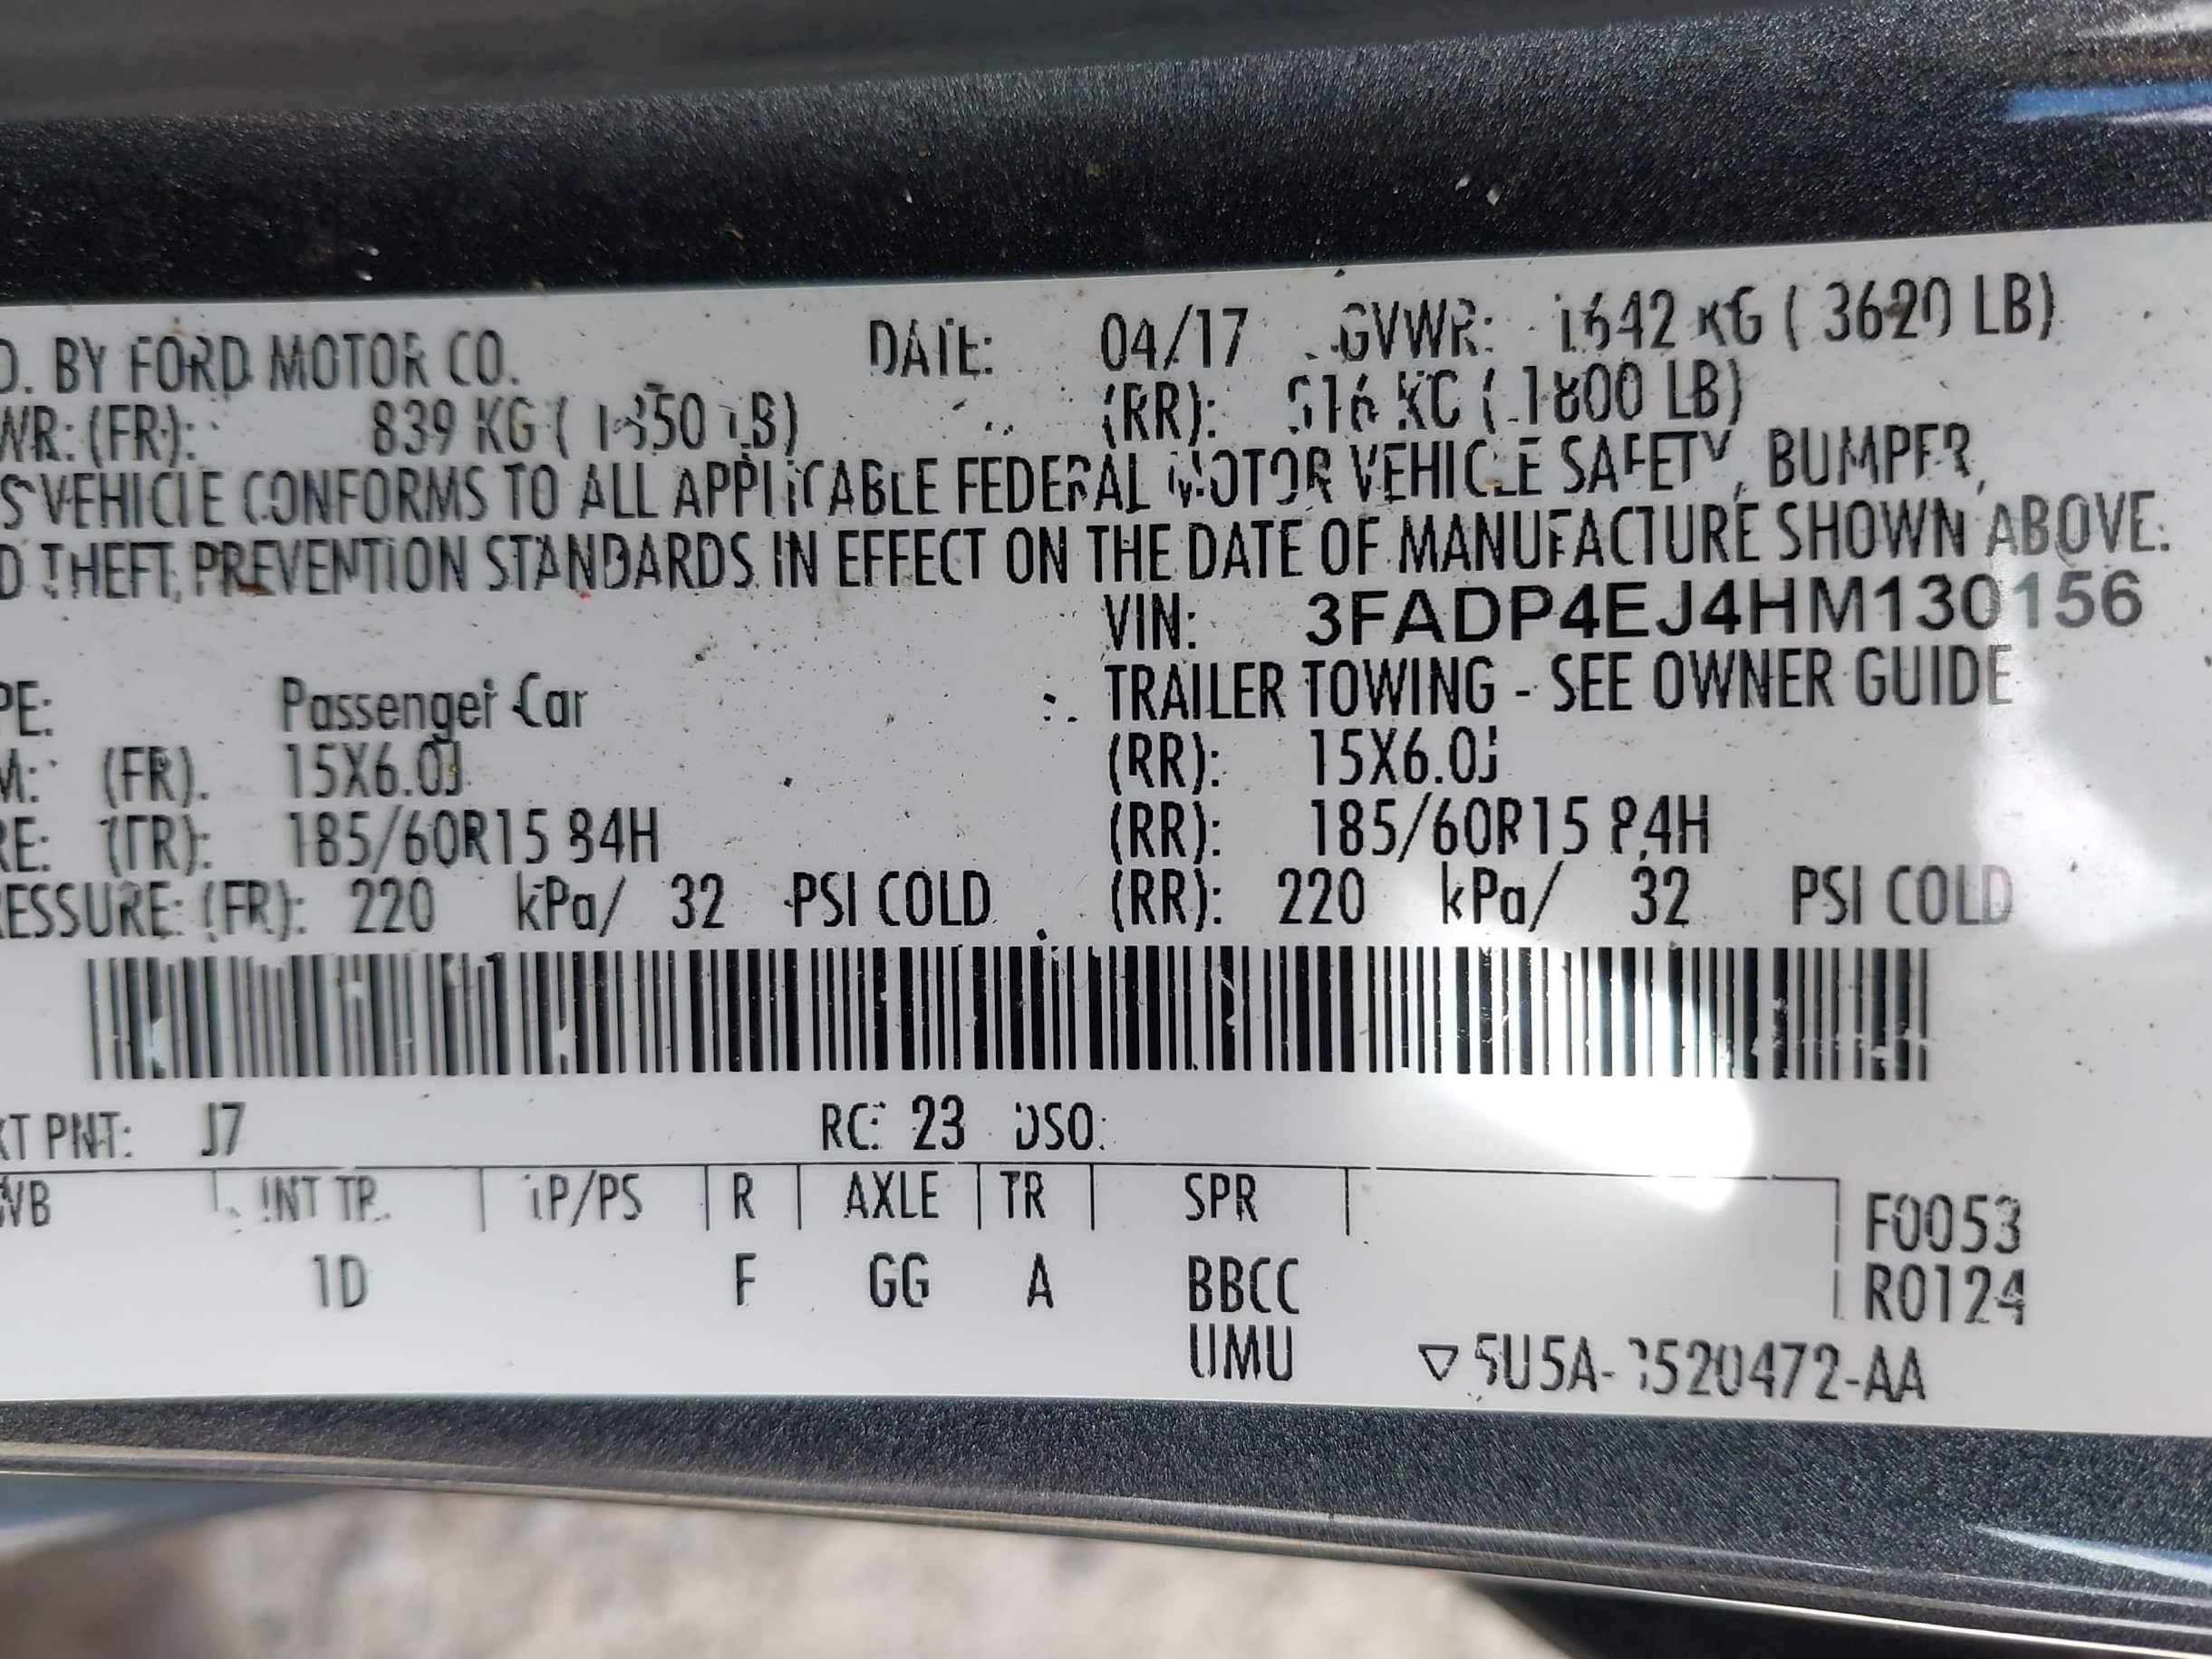 D. BY FORD MOTOR CO. DATE: 04/17 GVWR: 1642 KG ( 3620 LB)
WR: (FR): 839 KG ( 1850 LB) (RR): 816 KG ( 1800 LB)
S VEHICLE CONFORMS TO ALL APPLICABLE FEDERAL MOTOR VEHICLE SAFETY, BUMPER,
D THEFT PREVENTION STANDARDS IN EFFECT ON THE DATE OF MANUFACTURE SHOWN ABOVE.
VIN: 3FADP4EJ4HM130156
PE: Passenger Car TRAILER TOWING - SEE OWNER GUIDE
M: (FR): 15X6.0J (RR): 15X6.0J
RE: (FR): 185/60R15 84H (RR): 185/60R15 84H
RESSURE: (FR): 220 kPa/ 32 PSI COLD (RR): 220 kPa/ 32 PSI COLD
XT PNT: J7 RC: 23 DSO:
WB INT TR IP/PS R AXLE TR SPR F0053
1D F GG A BBCC R0124
UMU 5U5A-3520472-AA